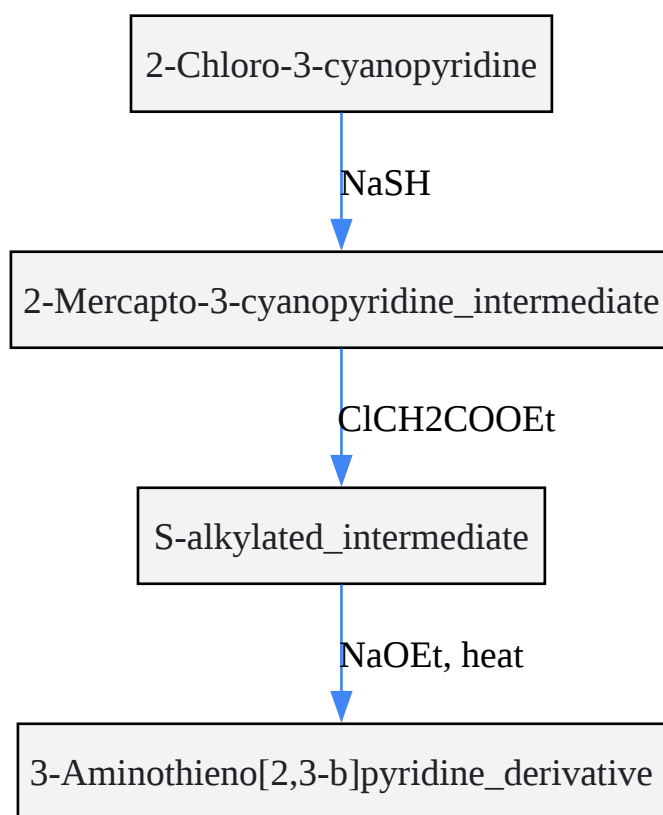 2-Chloro-3-cyanopyridine
NaSH
2-Mercapto-3-cyanopyridine_intermediate
ClCH2COOEt
S-alkylated_intermediate
NaOEt, heat
3-Aminothieno[2,3-b]pyridine_derivative